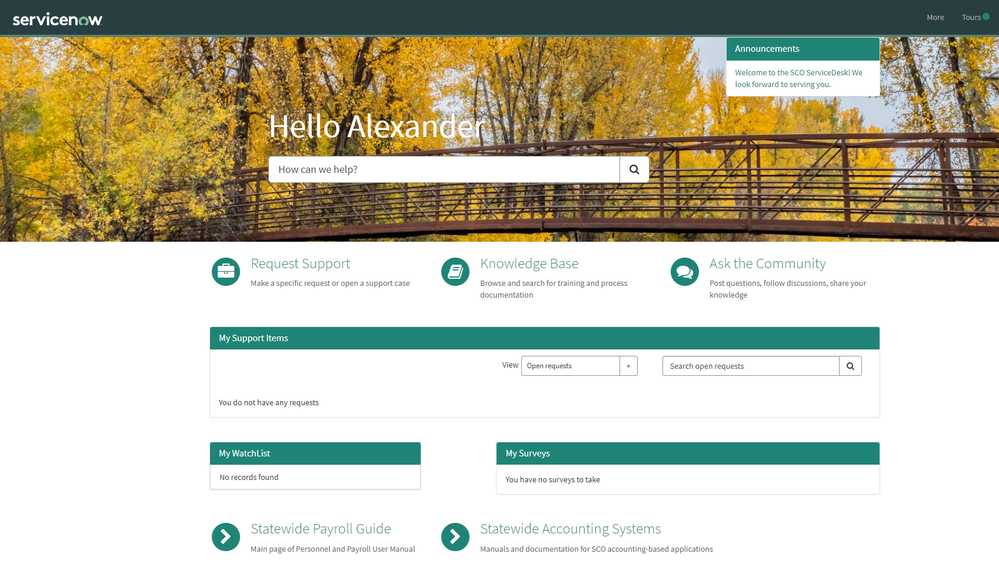 servicenow
More
Tours
Announcements
Welcome to the SCO ServiceDesk! We
look forward to serving you.
Hello Alexander
How can we help?
Request Support
Make a specific request or open a support case
Knowledge Base
Browse and search for training and process
documentation
Ask the Community
Post questions, follow discussions, share your
knowledge
My Support Items
View
Open requests
Search open requests
You do not have any requests
My WatchList
No records found
My Surveys
You have no surveys to take
Statewide Payroll Guide
Main page of Personnel and Payroll User Manual
Statewide Accounting Systems
Manuals and documentation for SCO accounting-based applications